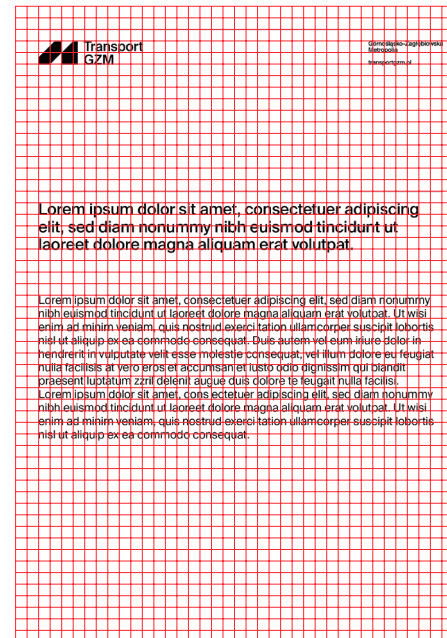 Transport
GZM
Górnośląsko-Zagłębiowska
Metropolia
transportgzm.pl
Lorem ipsum dolor sit amet, consectetuer adipiscing
elit, sed diam nonummy nibh euismod tincidunt ut
laoreet dolore magna aliquam erat volutpat.
Lorem ipsum dolor sit amet, consectetuer adipiscing elit, sed diam nonummy
nibh euismod tincidunt ut laoreet dolore magna aliquam erat volutpat. Ut wisi
enim ad minim veniam, quis nostrud exerci tation ullamcorper suscipit lobortis
nisl ut aliquip ex ea commodo consequat. Duis autem vel eum iriure dolor in
hendrerit in vulputate velit esse molestie consequat, vel illum dolore eu feugiat
nulla facilisis at vero eros et accumsan et iusto odio dignissim qui blandit
praesent luptatum zzril delenit augue duis dolore te feugait nulla facilisi.
Lorem ipsum dolor sit amet, cons ectetuer adipiscing elit, sed diam nonummy
nibh euismod tincidunt ut laoreet dolore magna aliquam erat volutpat. Ut wisi
enim ad minim veniam, quis nostrud exerci tation ullamcorper suscipit lobortis
nisl ut aliquip ex ea commodo consequat.